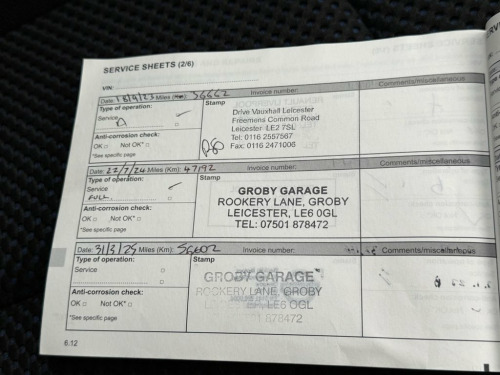 SERVICE SHEETS (2/6)
VIN:
Date: 18/9/23 Miles (Km): 36662 Invoice number: Comments/miscellaneous
Type of operation: Stamp
Service
A
Drive Vauxhall Leicester
Freemens Common Road
Leicester LE2 7SL
Tel: 0116 2557567
Fax: 0116 2471006
Anti-corrosion check:
OK □ Not OK* □
*See specific page
Date: 22/7/24 Miles (Km): 47192 Invoice number: Comments/miscellaneous
Type of operation: Stamp
Service
FULL
GROBY GARAGE
ROOKERY LANE, GROBY
LEICESTER, LE6 0GL
TEL: 07501 878472
Anti-corrosion check:
OK □ Not OK* □
*See specific page
Date: 31/3/25 Miles (Km): 56602 Invoice number: Comments/miscellaneous
Type of operation: Stamp
Service □
GROBY GARAGE
ROOKERY LANE, GROBY
LE6 0GL
878472
Anti-corrosion check:
OK □ Not OK* □
*See specific page
6.12